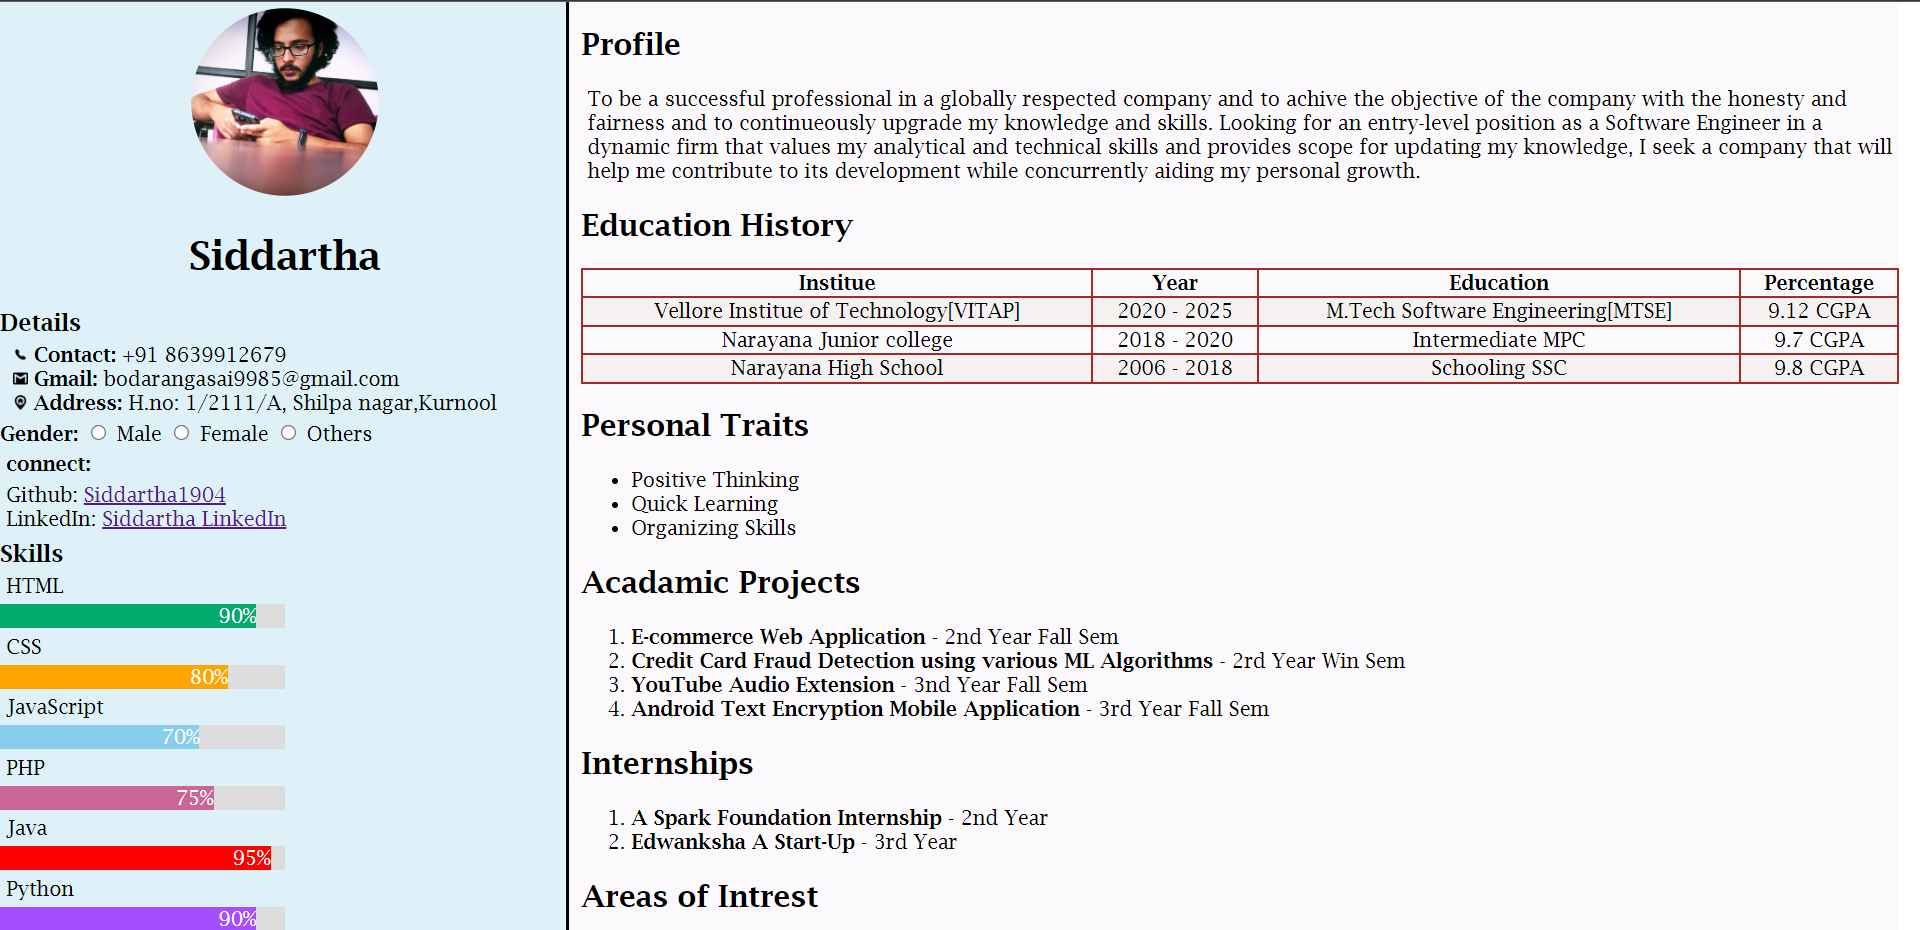 Siddartha
Details
Contact: +91 8639912679
Gmail: bodarangasai9985@gmail.com
Address: H.no: 1/2111/A, Shilpa nagar,Kurnool
Gender: Male Female Others
connect:
Github: Siddartha1904
LinkedIn: Siddartha LinkedIn
Skills
HTML
90%
CSS
80%
JavaScript
70%
PHP
75%
Java
95%
Python
90%
Profile
To be a successful professional in a globally respected company and to achive the objective of the company with the honesty and
fairness and to continueously upgrade my knowledge and skills. Looking for an entry-level position as a Software Engineer in a
dynamic firm that values my analytical and technical skills and provides scope for updating my knowledge, I seek a company that will
help me contribute to its development while concurrently aiding my personal growth.
Education History
Institue Year Education Percentage
Vellore Institue of Technology[VITAP] 2020 - 2025 M.Tech Software Engineering[MTSE] 9.12 CGPA
Narayana Junior college 2018 - 2020 Intermediate MPC 9.7 CGPA
Narayana High School 2006 - 2018 Schooling SSC 9.8 CGPA
Personal Traits
• Positive Thinking
• Quick Learning
• Organizing Skills
Acadamic Projects
1. E-commerce Web Application - 2nd Year Fall Sem
2. Credit Card Fraud Detection using various ML Algorithms - 2rd Year Win Sem
3. YouTube Audio Extension - 3nd Year Fall Sem
4. Android Text Encryption Mobile Application - 3rd Year Fall Sem
Internships
1. A Spark Foundation Internship - 2nd Year
2. Edwanksha A Start-Up - 3rd Year
Areas of Intrest